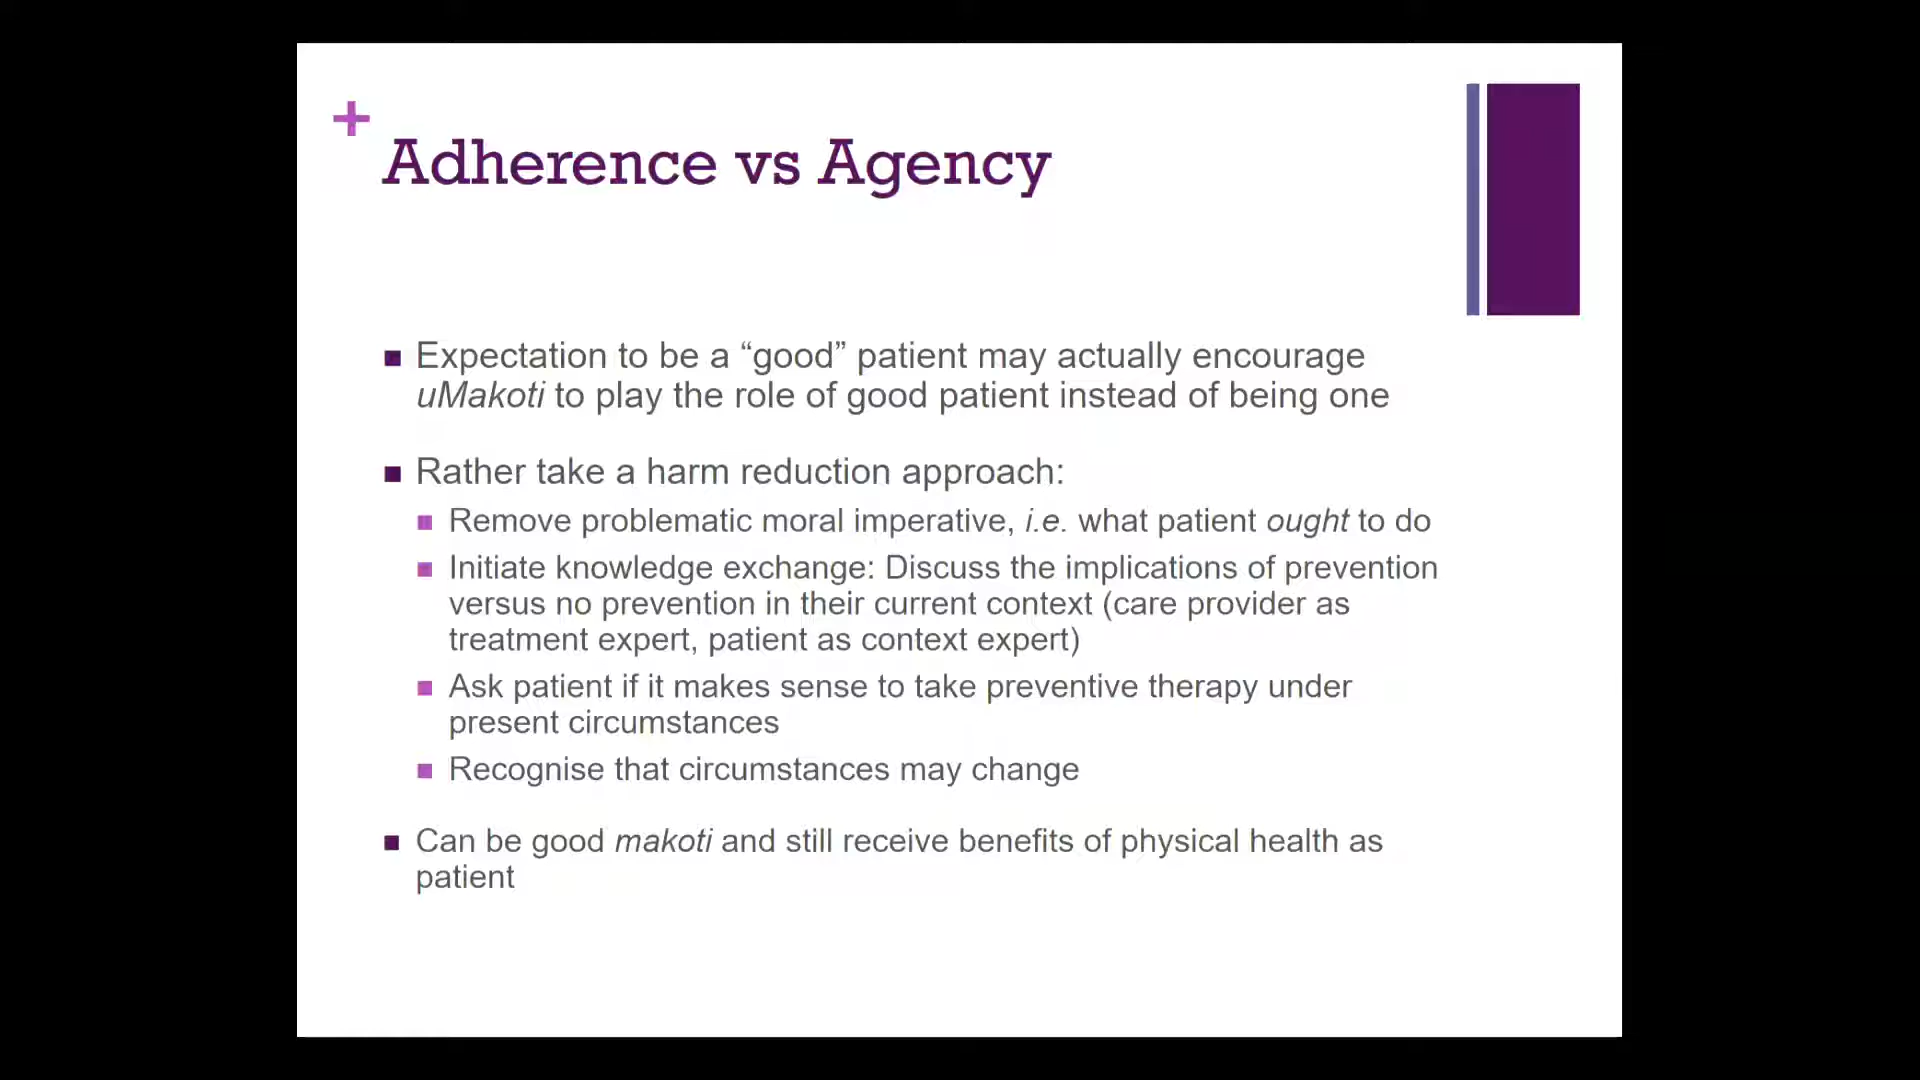 +
Adherence vs Agency
Expectation to be a “good” patient may actually encourage
uMakoti to play the role of good patient instead of being one
Rather take a harm reduction approach:
Remove problematic moral imperative, i.e. what patient ought to do
Initiate knowledge exchange: Discuss the implications of prevention
versus no prevention in their current context (care provider as
treatment expert, patient as context expert)
Ask patient if it makes sense to take preventive therapy under
present circumstances
Recognise that circumstances may change
Can be good makoti and still receive benefits of physical health as
patient